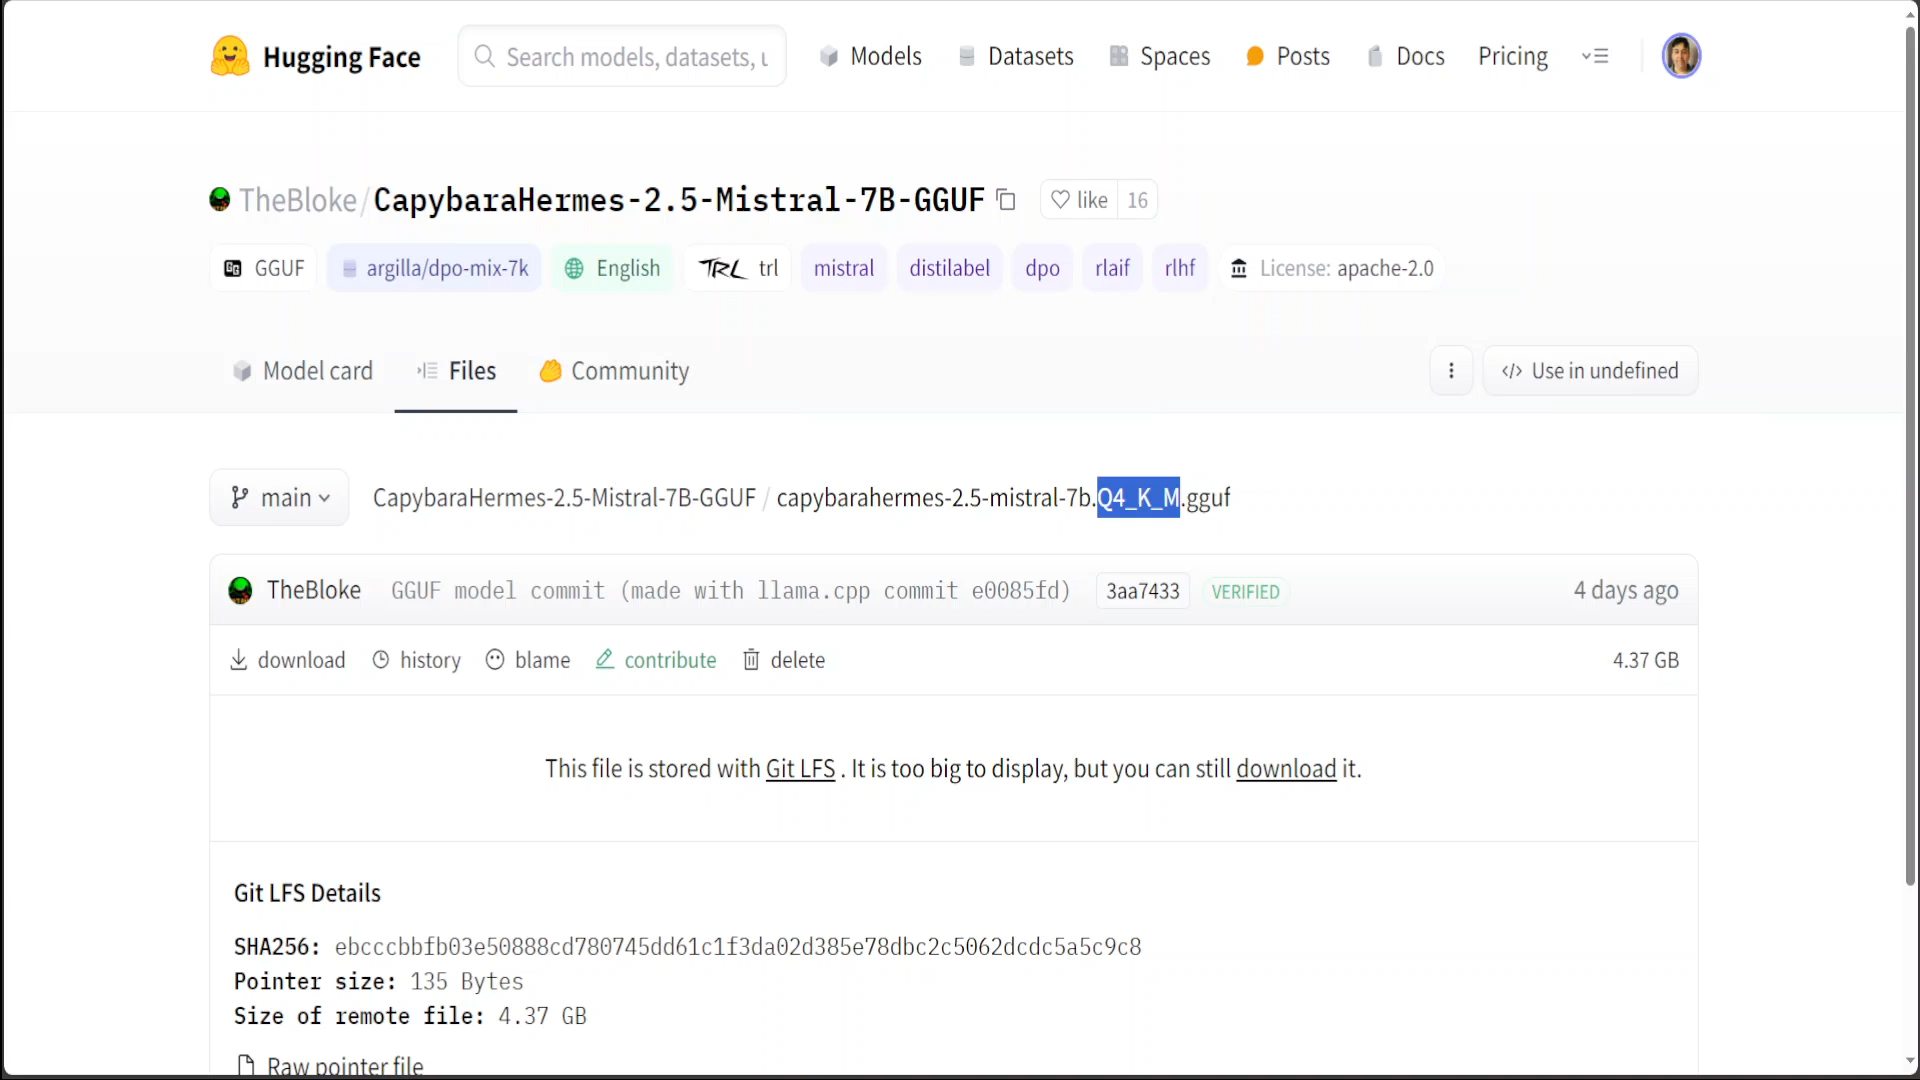 Hugging Face
Search models, datasets, u
Models
Datasets
Spaces
Posts
Docs
Pricing
TheBloke/CapybaraHermes-2.5-Mistral-7B-GGUF
like 16
GGUF
argilla/dpo-mix-7k
English
TRL trl
mistral
distilabel
dpo
rlaif
rlhf
License: apache-2.0
Model card
Files
Community
</> Use in undefined
main
CapybaraHermes-2.5-Mistral-7B-GGUF / capybarahermes-2.5-mistral-7b.Q4_K_M.gguf
TheBloke GGUF model commit (made with llama.cpp commit e0085fd) 3aa7433 VERIFIED 4 days ago
download history blame contribute delete 4.37 GB
This file is stored with Git LFS . It is too big to display, but you can still download it.
Git LFS Details
SHA256: ebcccbbfb03e50888cd780745dd61c1f3da02d385e78dbc2c5062dcdc5a5c9c8
Pointer size: 135 Bytes
Size of remote file: 4.37 GB
Raw pointer file